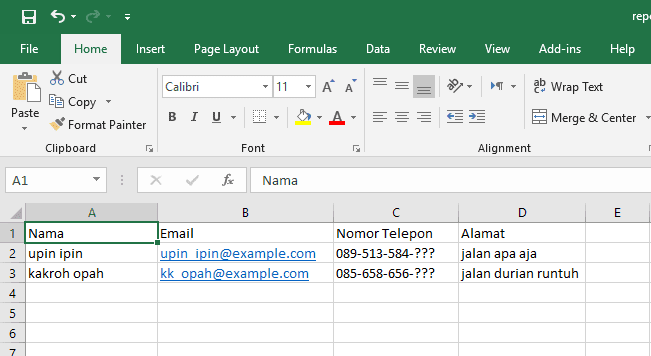 repo
File Home Insert Page Layout Formulas Data Review View Add-ins Help
Cut
Copy
Paste
Format Painter
Clipboard
Calibri 11 A A
B I U A
Font
ab Wrap Text
Merge & Center
Alignment
A1 fx Nama
A B C D E
1 Nama Email Nomor Telepon Alamat
2 upin ipin upin_ipin@example.com 089-513-584-??? jalan apa aja
3 kakroh opah kk_opah@example.com 085-658-656-??? jalan durian runtuh
4
5
6
7